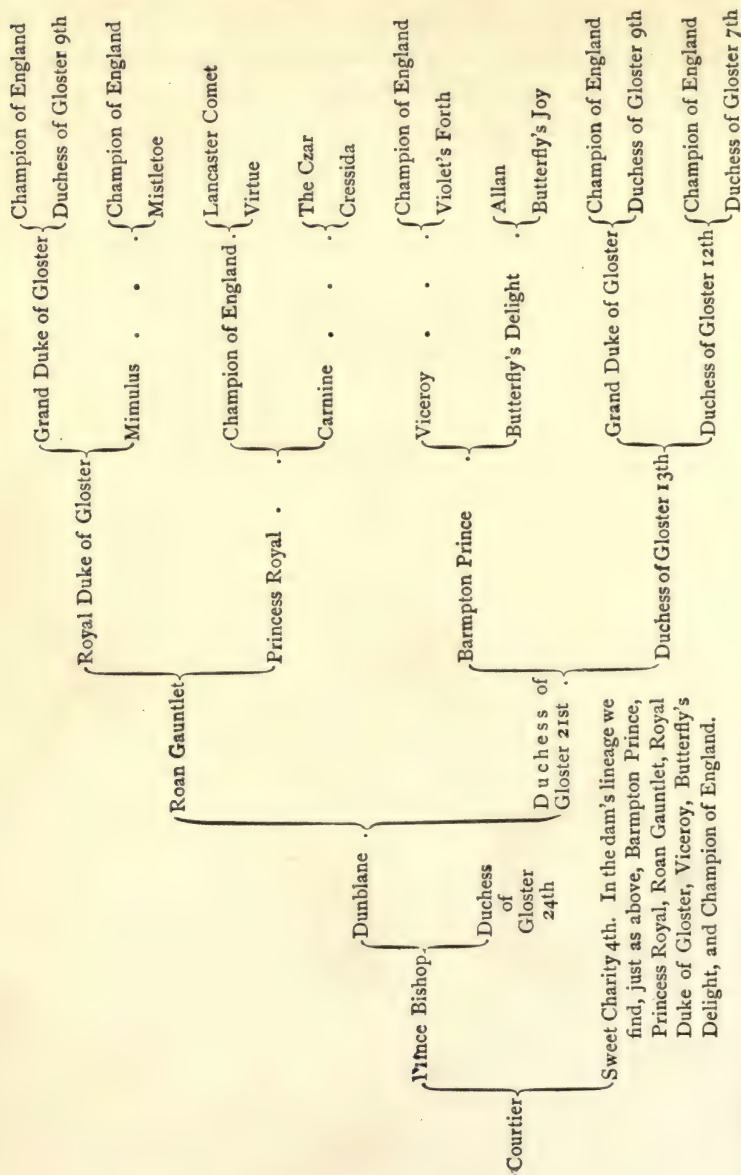 Champion of England
Duchess of Gloster 9th
Grand Duke of Gloster
Champion of England
Mistletoe
Mimulus . . .
Royal Duke of Gloster
Lancaster Comet
Virtue
Champion of England
The Czar
Cressida
Carmine . . .
Princess Royal . .
Roan Gauntlet
Champion of England
Violet's Forth
Viceroy . . .
Allan
Butterfly's Joy
Butterfly's Delight .
Barmpton Prince .
Champion of England
Duchess of Gloster 9th
Grand Duke of Gloster
Champion of England
Duchess of Gloster 7th
Duchess of Gloster 12th
Duchess of Gloster 13th
Duchess of
Gloster 21st .
Dunblane .
Duchess
of
Gloster
24th
Prince Bishop
Courtier
Sweet Charity 4th. In the dam's lineage we
find, just as above, Barmpton Prince,
Princess Royal, Roan Gauntlet, Royal
Duke of Gloster, Viceroy, Butterfly's
Delight, and Champion of England.